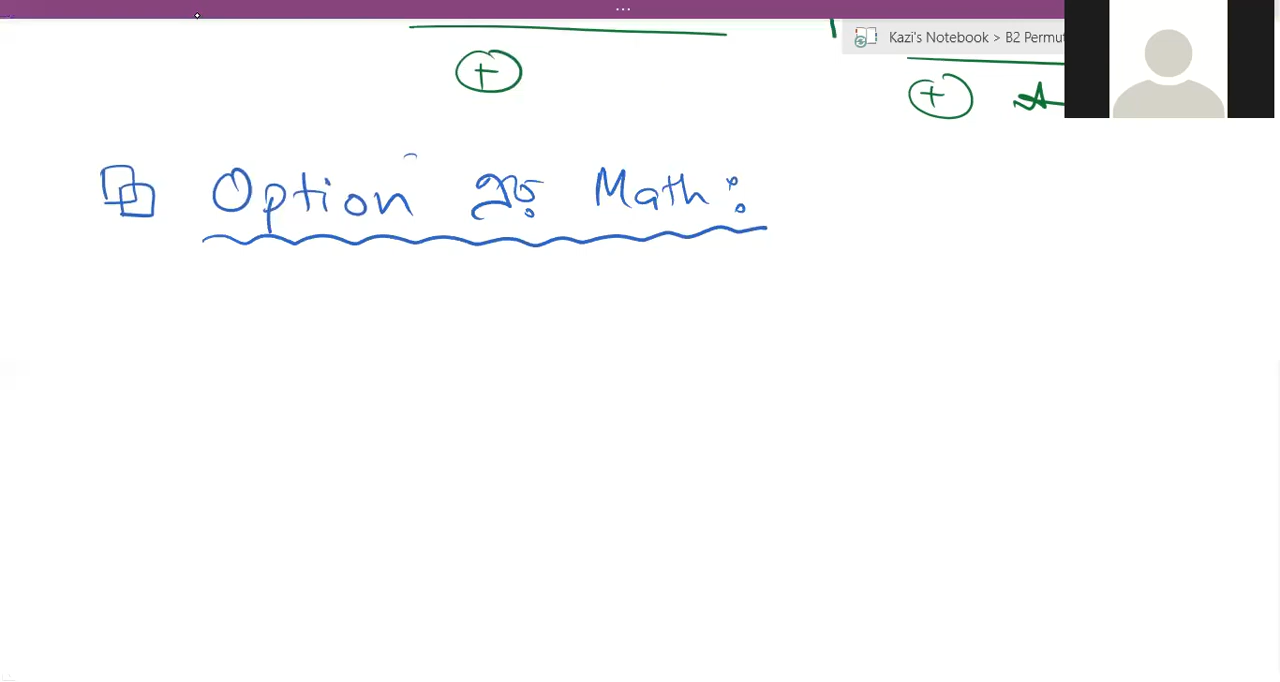 ...
Kazi's Notebook > B2 Permut
+
+
Option এর Math: